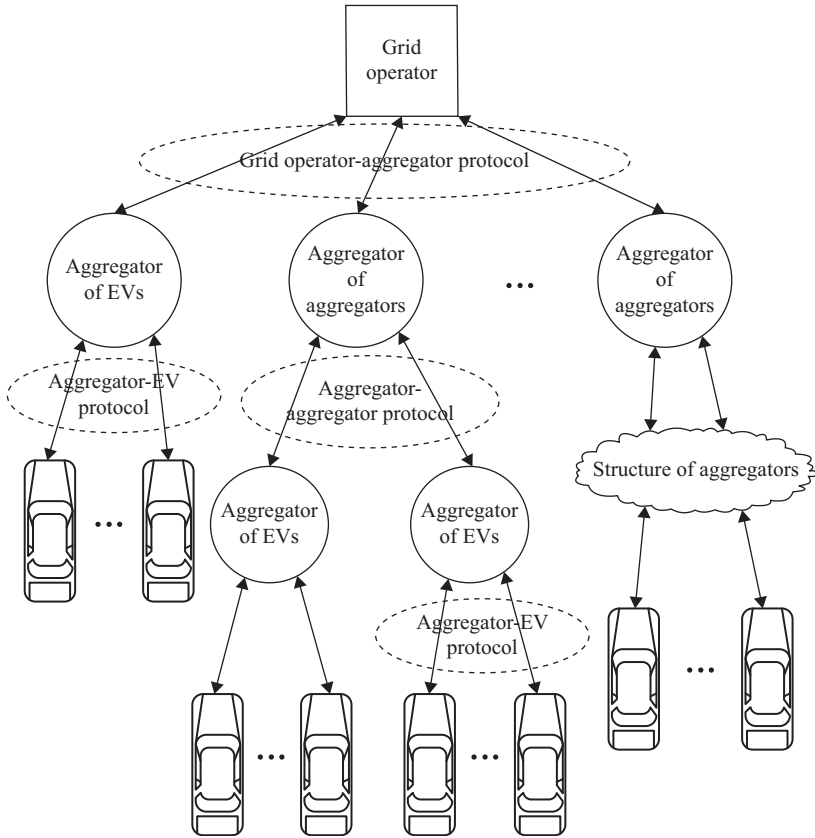 Grid
operator
Grid operator-aggregator protocol
Aggregator
of EVs
Aggregator
of
aggregators
...
Aggregator
of
aggregators
Aggregator-EV
protocol
Aggregator-
aggregator protocol
Structure of aggregators
...
Aggregator
of EVs
Aggregator
of EVs
Aggregator-EV
protocol
...
...
...